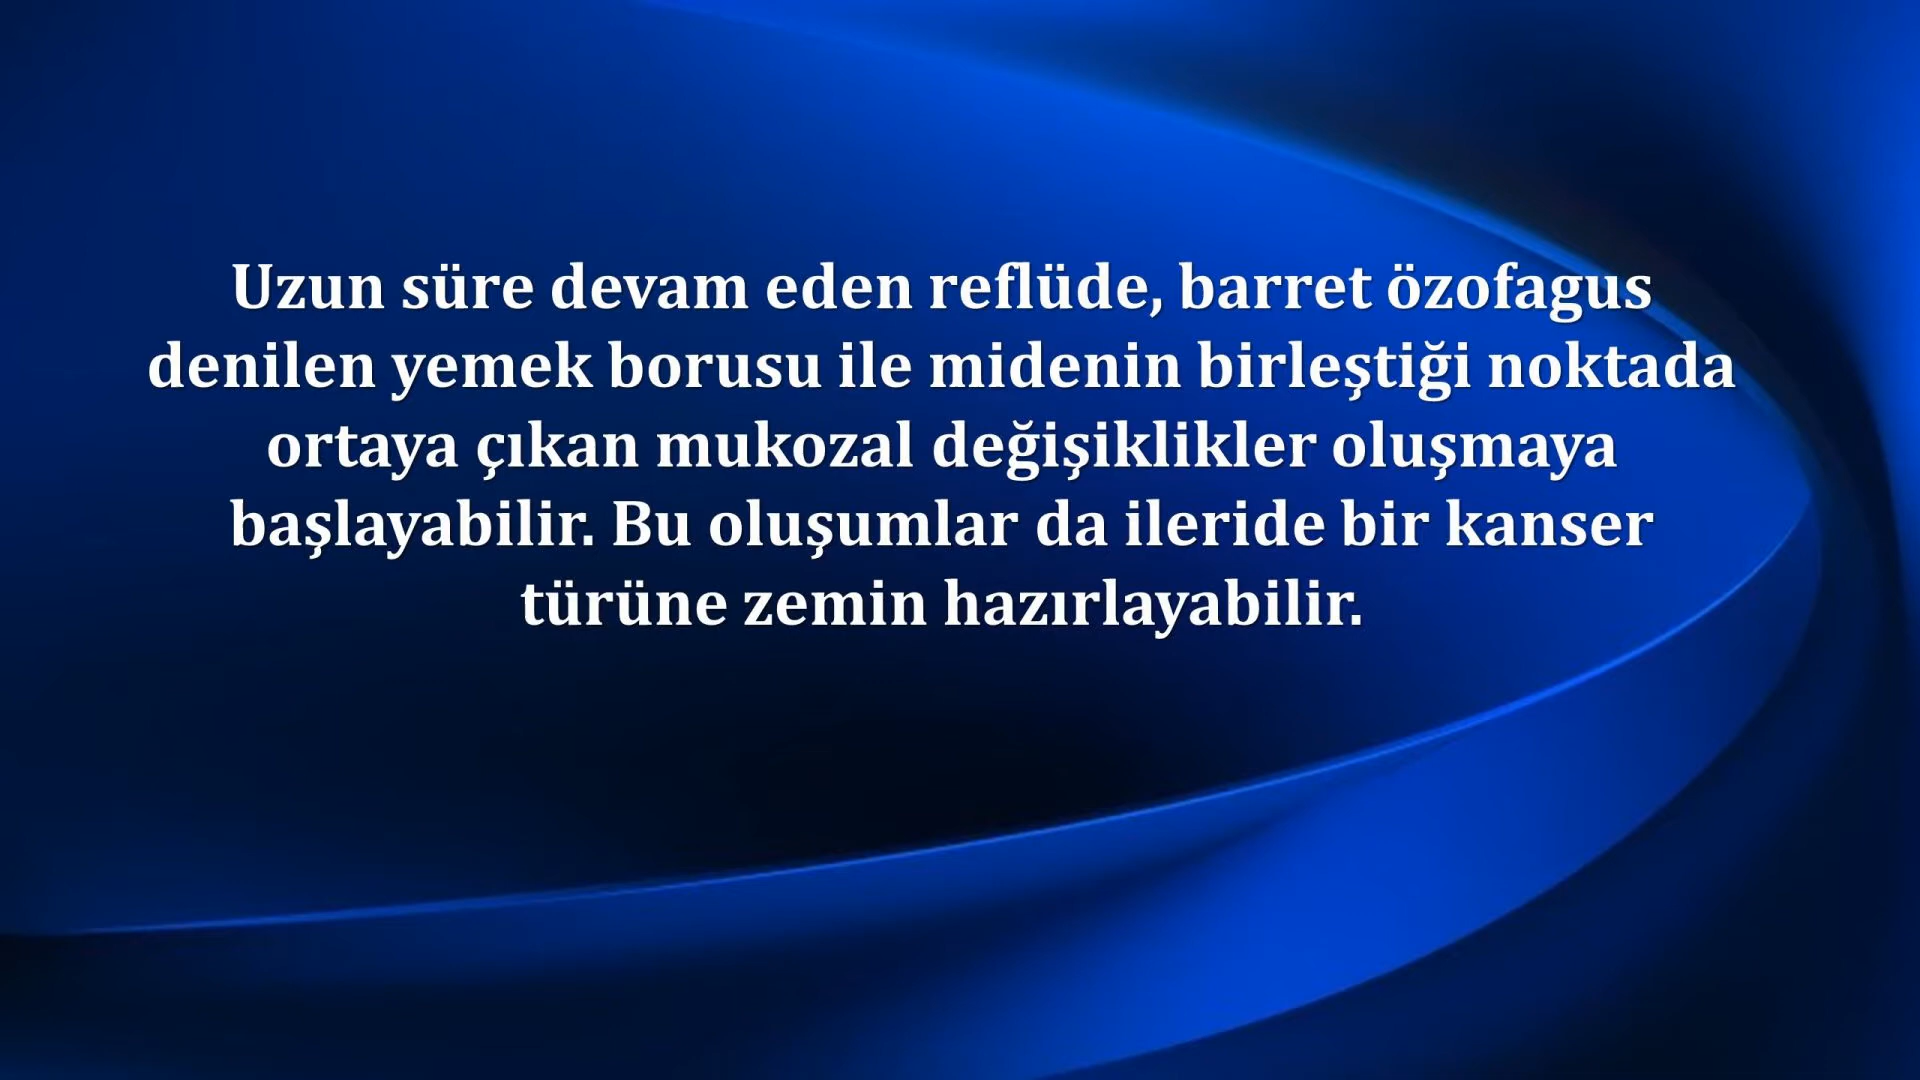 Uzun süre devam eden reflüde, barret özofagus
denilen yemek borusu ile midenin birleştiği noktada
ortaya çıkan mukozal değişiklikler oluşmaya
başlayabilir. Bu oluşumlar da ileride bir kanser
türüne zemin hazırlayabilir.